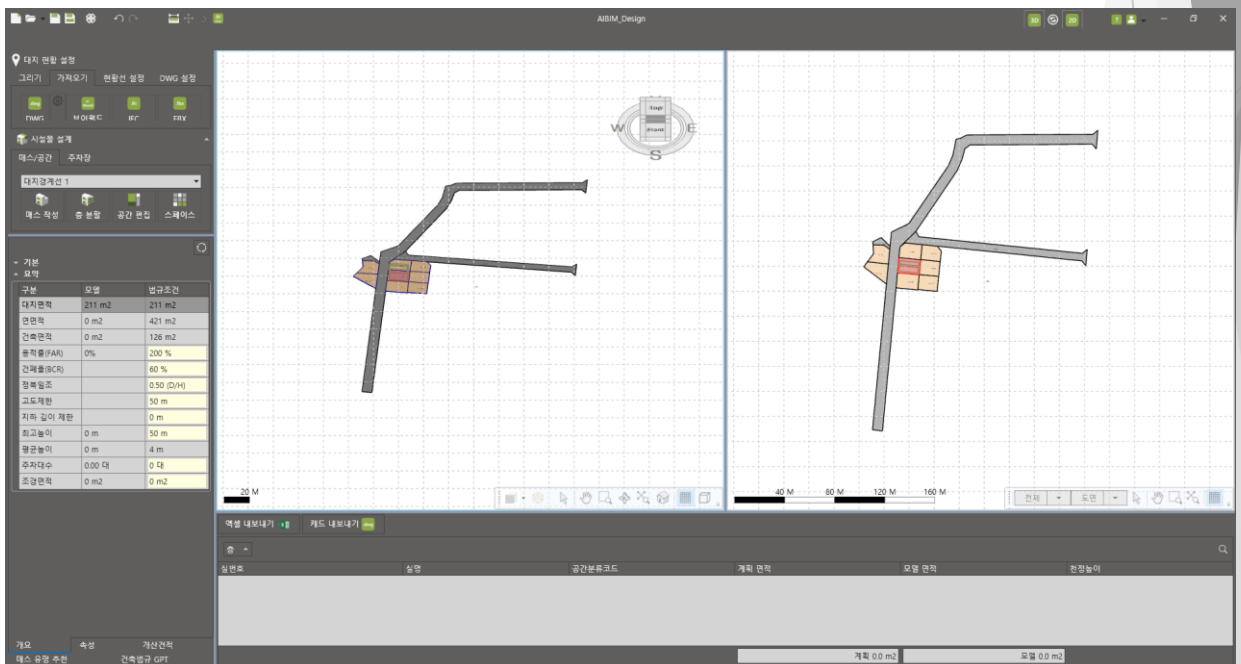 AIBIM_Design
3D
2D
대지 현황 설정
그리기 가져오기 현황선 설정 DWG 설정
DWG 브이월드 IFC FBX
시설물 설계
매스/공간 주차장
대지경계선 1
매스 작성 층 분할 공간 편집 스페이스
기본
요약
구분 모델 법규조건
대지면적 211 m2 211 m2
연면적 0 m2 421 m2
건축면적 0 m2 126 m2
용적률(FAR) 0% 200 %
건폐율(BCR) 60 %
정북일조 0.50 (D/H)
고도제한 50 m
지하 깊이 제한 0 m
최고높이 0 m 50 m
평균높이 0 m 4 m
주차대수 0.00 대 0 대
조경면적 0 m2 0 m2
개요 속성 개산견적
매스 유형 추천 건축법규 GPT
Top
W Front E
S
20 M
40 M 80 M 120 M 160 M
전체 도면
엑셀 내보내기 캐드 내보내기
층
실번호 실명 공간분류코드 계획 면적 모델 면적 천정높이
계획 0.0 m2 모델 0.0 m2